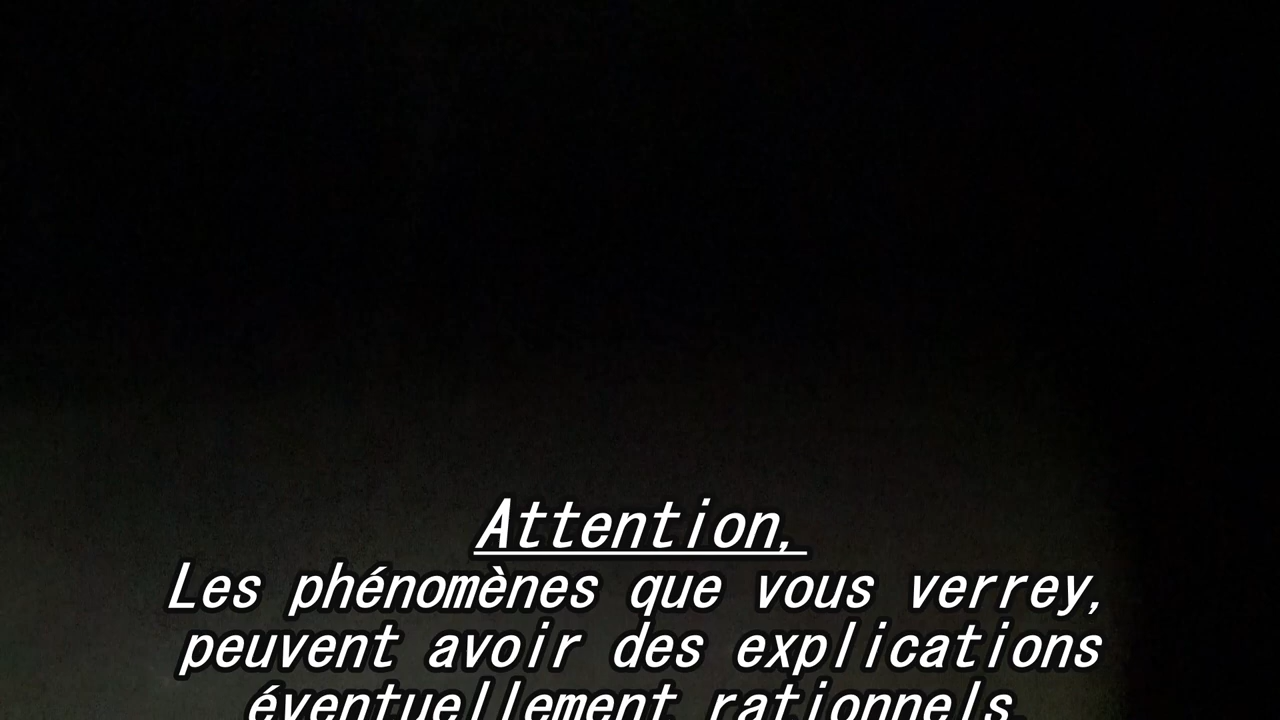 Attention,
Les phénomènes que vous verrey,
peuvent avoir des explications
éventuellement rationnels.